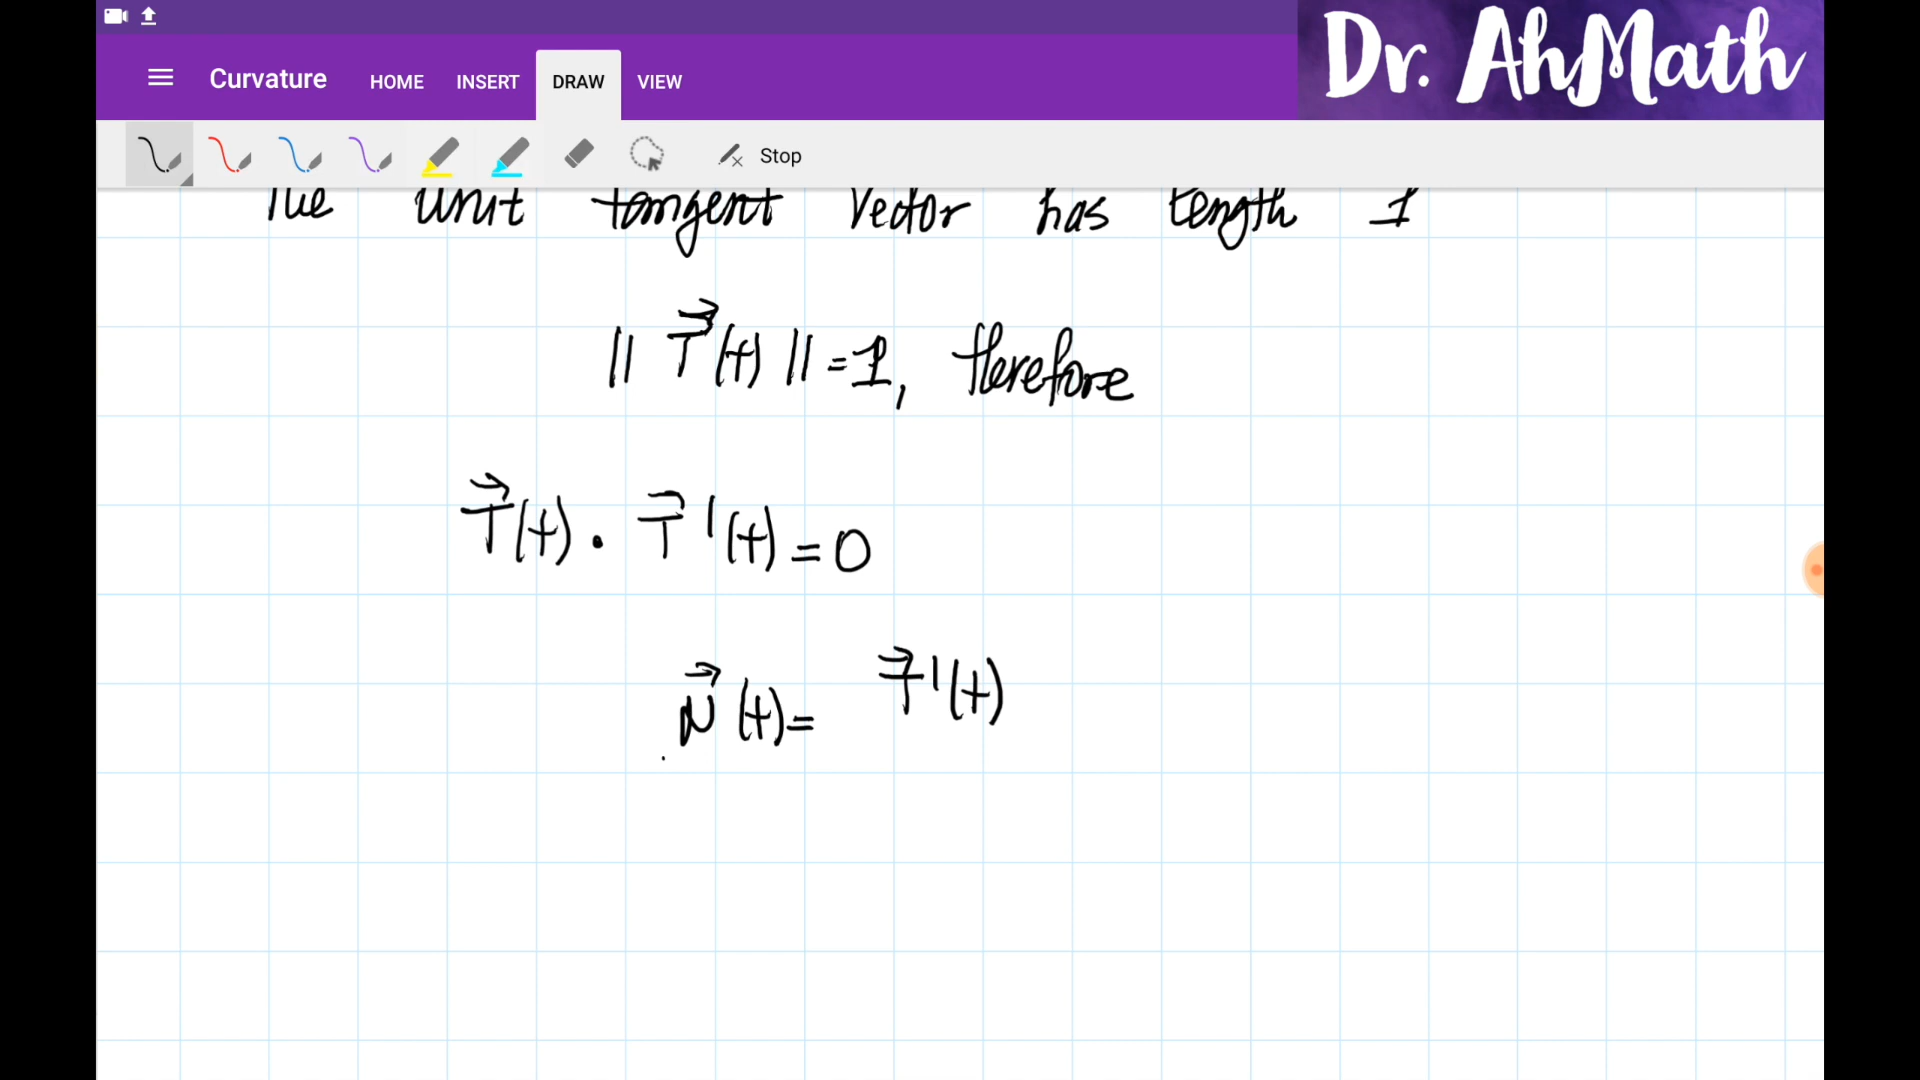 Dr. AhMath
Curvature HOME INSERT DRAW VIEW
Stop
The unit tangent vector has length 1
|| T⃗(t) || = 1, therefore
T⃗(t) · T⃗'(t) = 0
N⃗(t) = T⃗'(t)